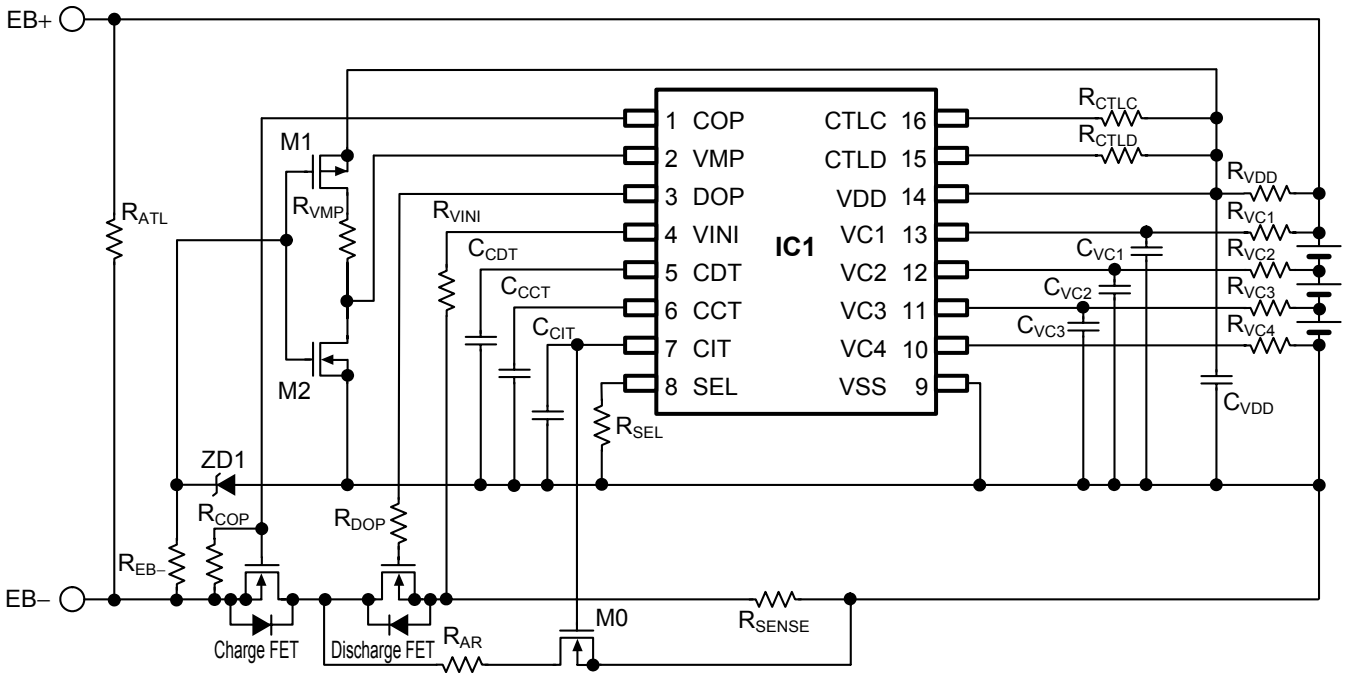 EB+
RATL
M1
RVMP
M2
ZD1
REB−
RCOP
RDOP
RVINI
CCDT
CCCT
CCIT
RSEL
1 COP
2 VMP
3 DOP
4 VINI
5 CDT
6 CCT
7 CIT
8 SEL
IC1
CTLC 16
CTLD 15
VDD 14
VC1 13
VC2 12
VC3 11
VC4 10
VSS 9
RCTLC
RCTLD
RVDD
RVC1
CVC1
RVC2
CVC2
RVC3
CVC3
RVC4
CVDD
EB−
Charge FET
Discharge FET
RAR
M0
RSENSE